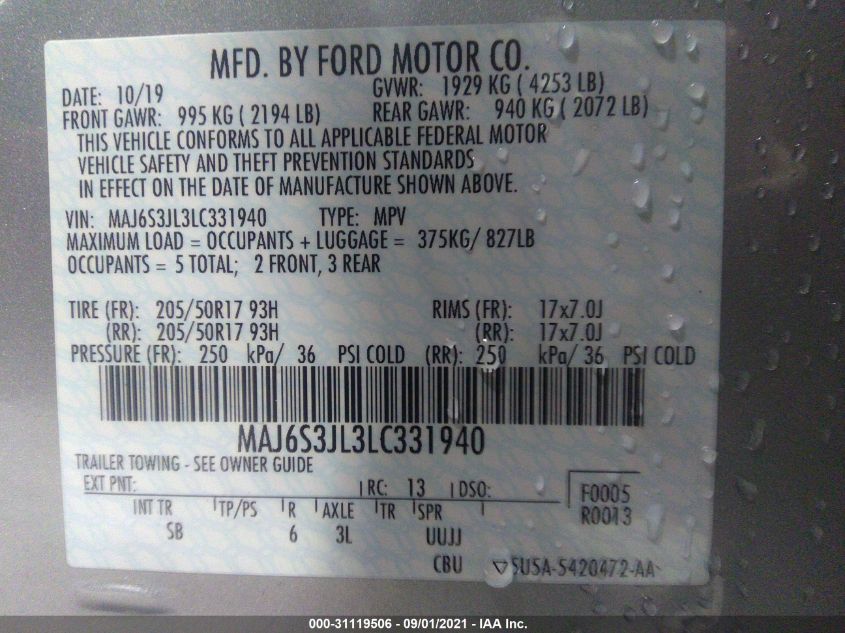 MFD. BY FORD MOTOR CO.
DATE: 10/19 GVWR: 1929 KG ( 4253 LB)
FRONT GAWR: 995 KG ( 2194 LB) REAR GAWR: 940 KG ( 2072 LB)
THIS VEHICLE CONFORMS TO ALL APPLICABLE FEDERAL MOTOR
VEHICLE SAFETY AND THEFT PREVENTION STANDARDS
IN EFFECT ON THE DATE OF MANUFACTURE SHOWN ABOVE.
VIN: MAJ6S3JL3LC331940 TYPE: MPV
MAXIMUM LOAD = OCCUPANTS + LUGGAGE = 375KG/ 827LB
OCCUPANTS = 5 TOTAL; 2 FRONT, 3 REAR
TIRE (FR): 205/50R17 93H RIMS (FR): 17x7.0J
(RR): 205/50R17 93H (RR): 17x7.0J
PRESSURE (FR): 250 kPa/ 36 PSI COLD (RR): 250 kPa/ 36 PSI COLD
MAJ6S3JL3LC331940
TRAILER TOWING - SEE OWNER GUIDE
EXT PNT: RC: 13 DSO: F0005
INT TR TP/PS R AXLE TR SPR R0013
SB 6 3L UUJJ
CBU 5U5A-5420472-AA
000-31119506 - 09/01/2021 - IAA Inc.